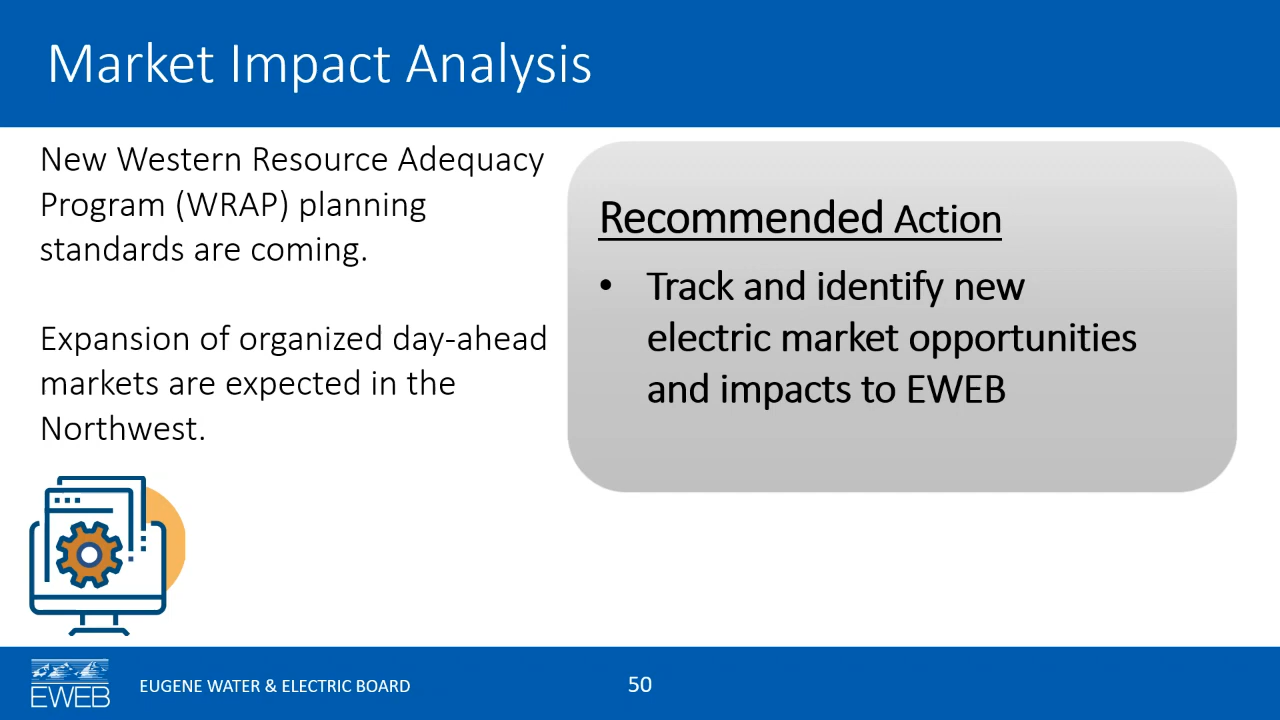 Market Impact Analysis
New Western Resource Adequacy
Program (WRAP) planning
standards are coming.
Expansion of organized day-ahead
markets are expected in the
Northwest.
Recommended Action
• Track and identify new
electric market opportunities
and impacts to EWEB
EWEB
EUGENE WATER & ELECTRIC BOARD
50